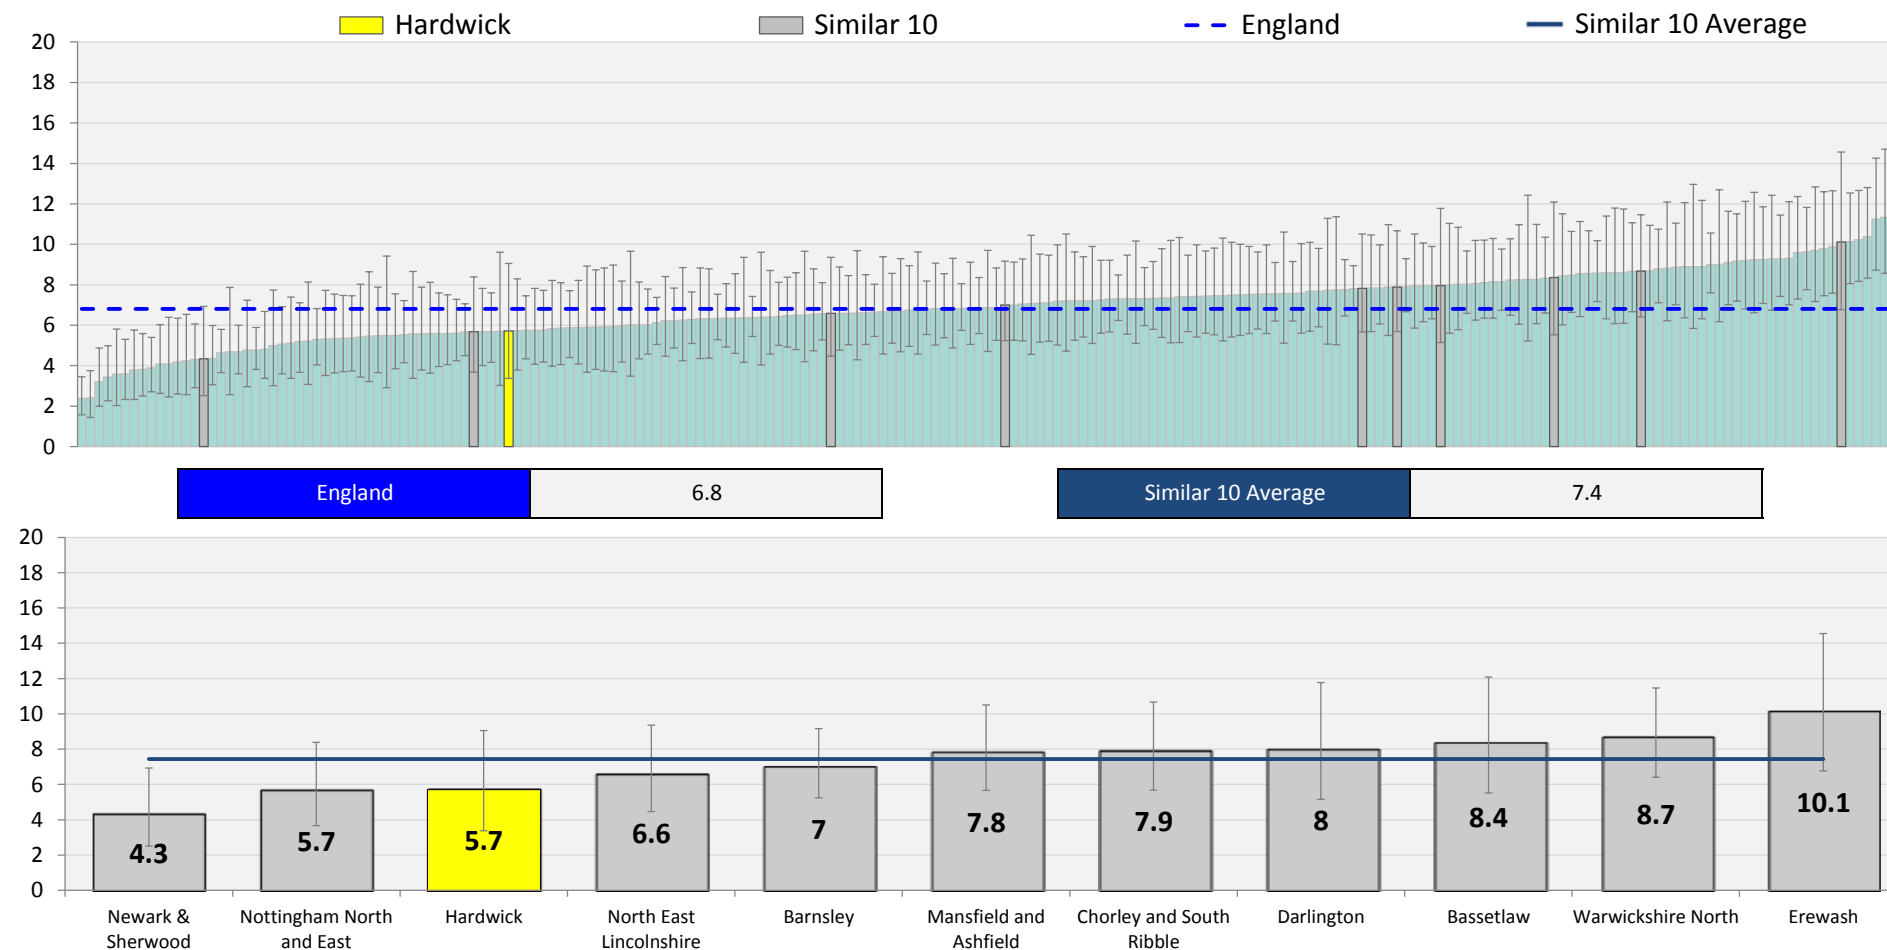 Hardwick
Similar 10
England
Similar 10 Average
20
18
16
14
12
10
8
6
4
2
0
England 6.8
Similar 10 Average 7.4
20
18
16
14
12
10
8
6
4
2
0
4.3
5.7
5.7
6.6
7
7.8
7.9
8
8.4
8.7
10.1
Newark &
Sherwood
Nottingham North
and East
Hardwick
North East
Lincolnshire
Barnsley
Mansfield and
Ashfield
Chorley and South
Ribble
Darlington
Bassetlaw
Warwickshire North
Erewash